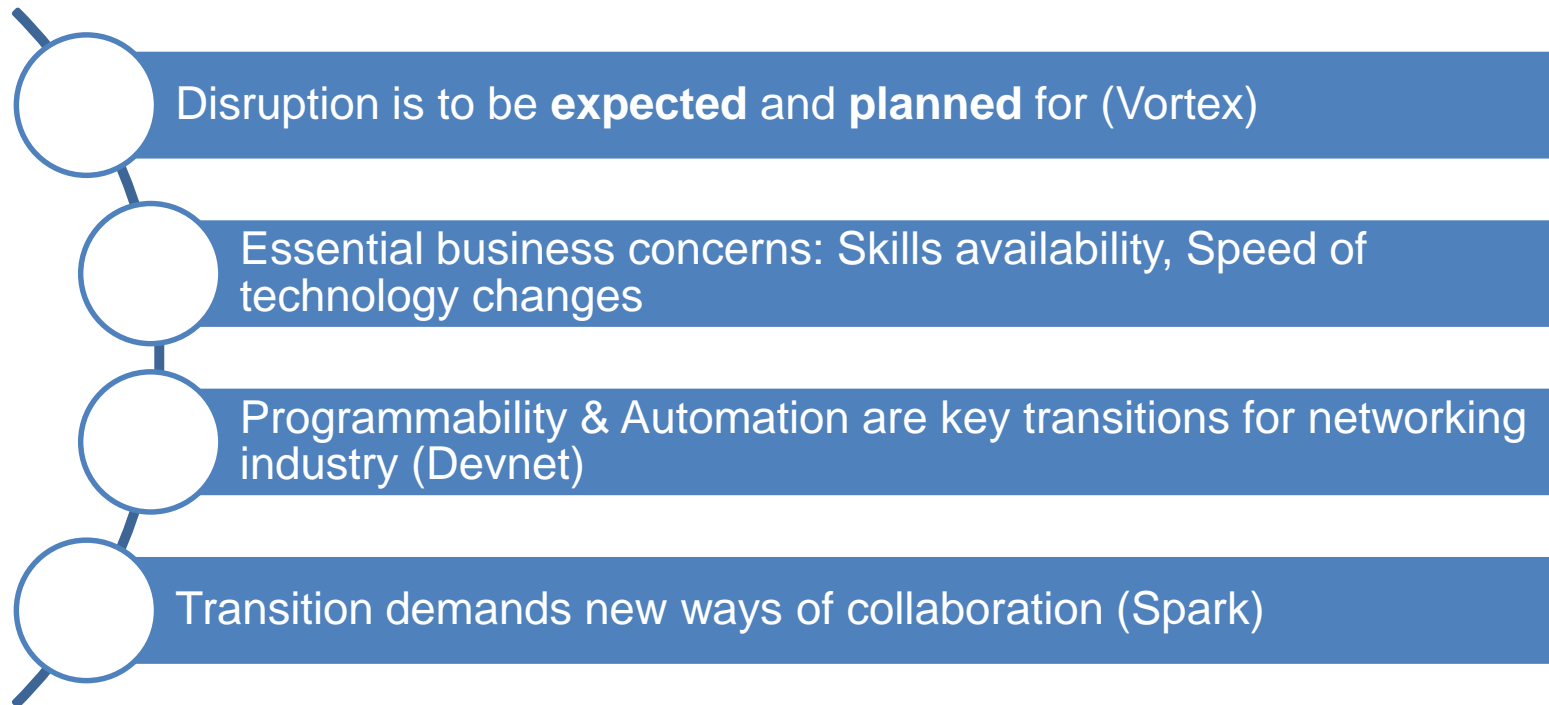 Disruption is to be expected and planned for (Vortex)
Essential business concerns: Skills availability, Speed of
technology changes
Programmability & Automation are key transitions for networking
industry (Devnet)
Transition demands new ways of collaboration (Spark)